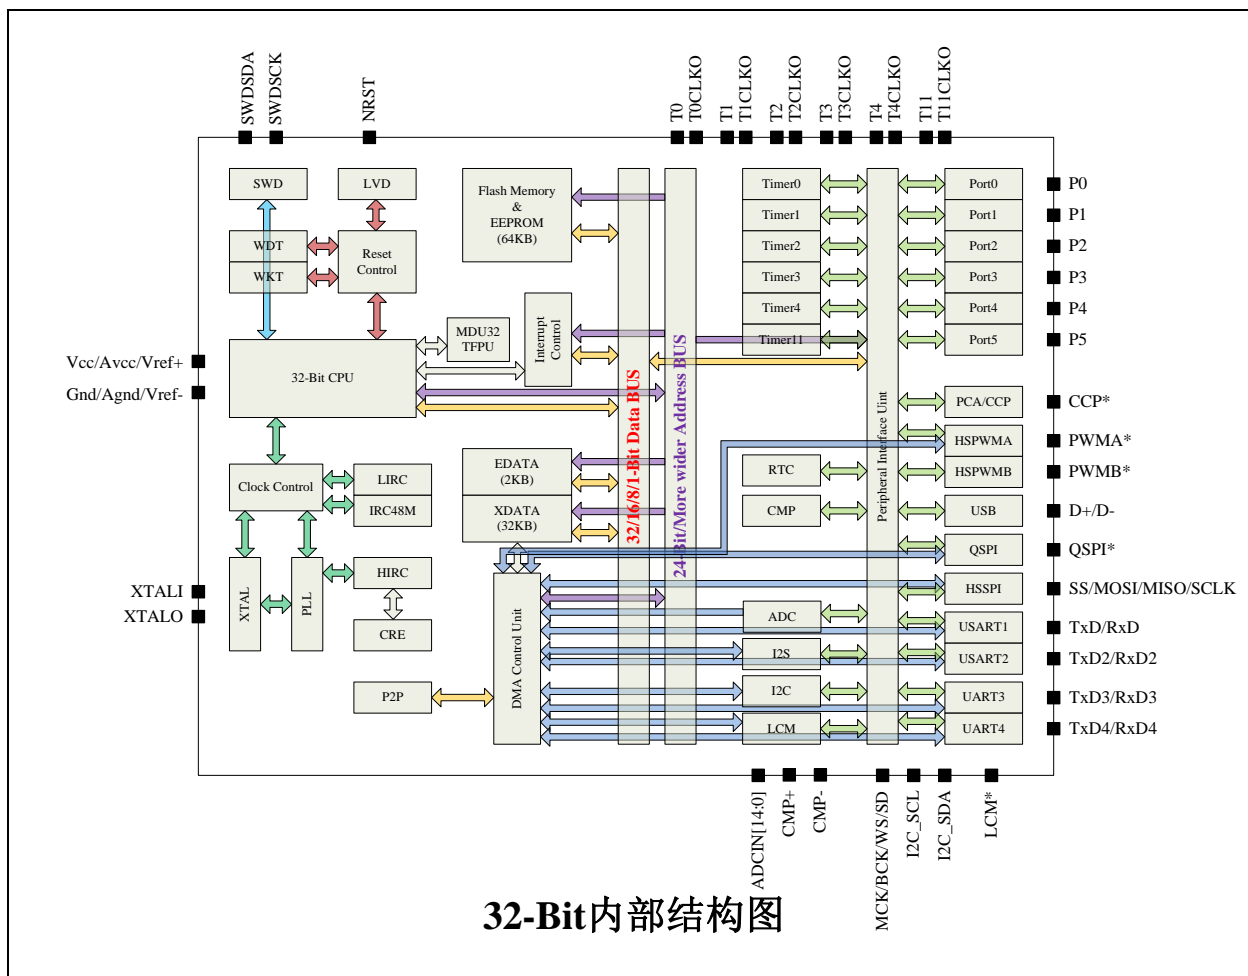 SWDSDA
SWDSCK
NRST
T0
T0CLKO
T1
T1CLKO
T2
T2CLKO
T3
T3CLKO
T4
T4CLKO
T11
T11CLKO
SWD
LVD
WDT
WKT
Reset
Control
Flash Memory
&
EEPROM
(64KB)
Timer0
Timer1
Timer2
Timer3
Timer4
Timer11
Port0
Port1
Port2
Port3
Port4
Port5
P0
P1
P2
P3
P4
P5
Vcc/Avcc/Vref+
Gnd/Agnd/Vref-
32-Bit CPU
MDU32
TFPU
Interrupt
Control
32/16/8/1-Bit Data BUS
24-Bit/More wider Address BUS
Peripheral Interface Uint
PCA/CCP
HSPWMA
HSPWMB
USB
QSPI
HSSPI
USART1
USART2
UART3
UART4
CCP*
PWMA*
PWMB*
D+/D-
QSPI*
SS/MOSI/MISO/SCLK
TxD/RxD
TxD2/RxD2
TxD3/RxD3
TxD4/RxD4
Clock Control
LIRC
IRC48M
EDATA
(2KB)
XDATA
(32KB)
RTC
CMP
XTALI
XTALO
XTAL
PLL
HIRC
CRE
P2P
DMA Control Unit
ADC
I2S
I2C
LCM
ADCIN[14:0]
CMP+
CMP-
MCK/BCK/WS/SD
I2C_SCL
I2C_SDA
LCM*
32-Bit内部结构图